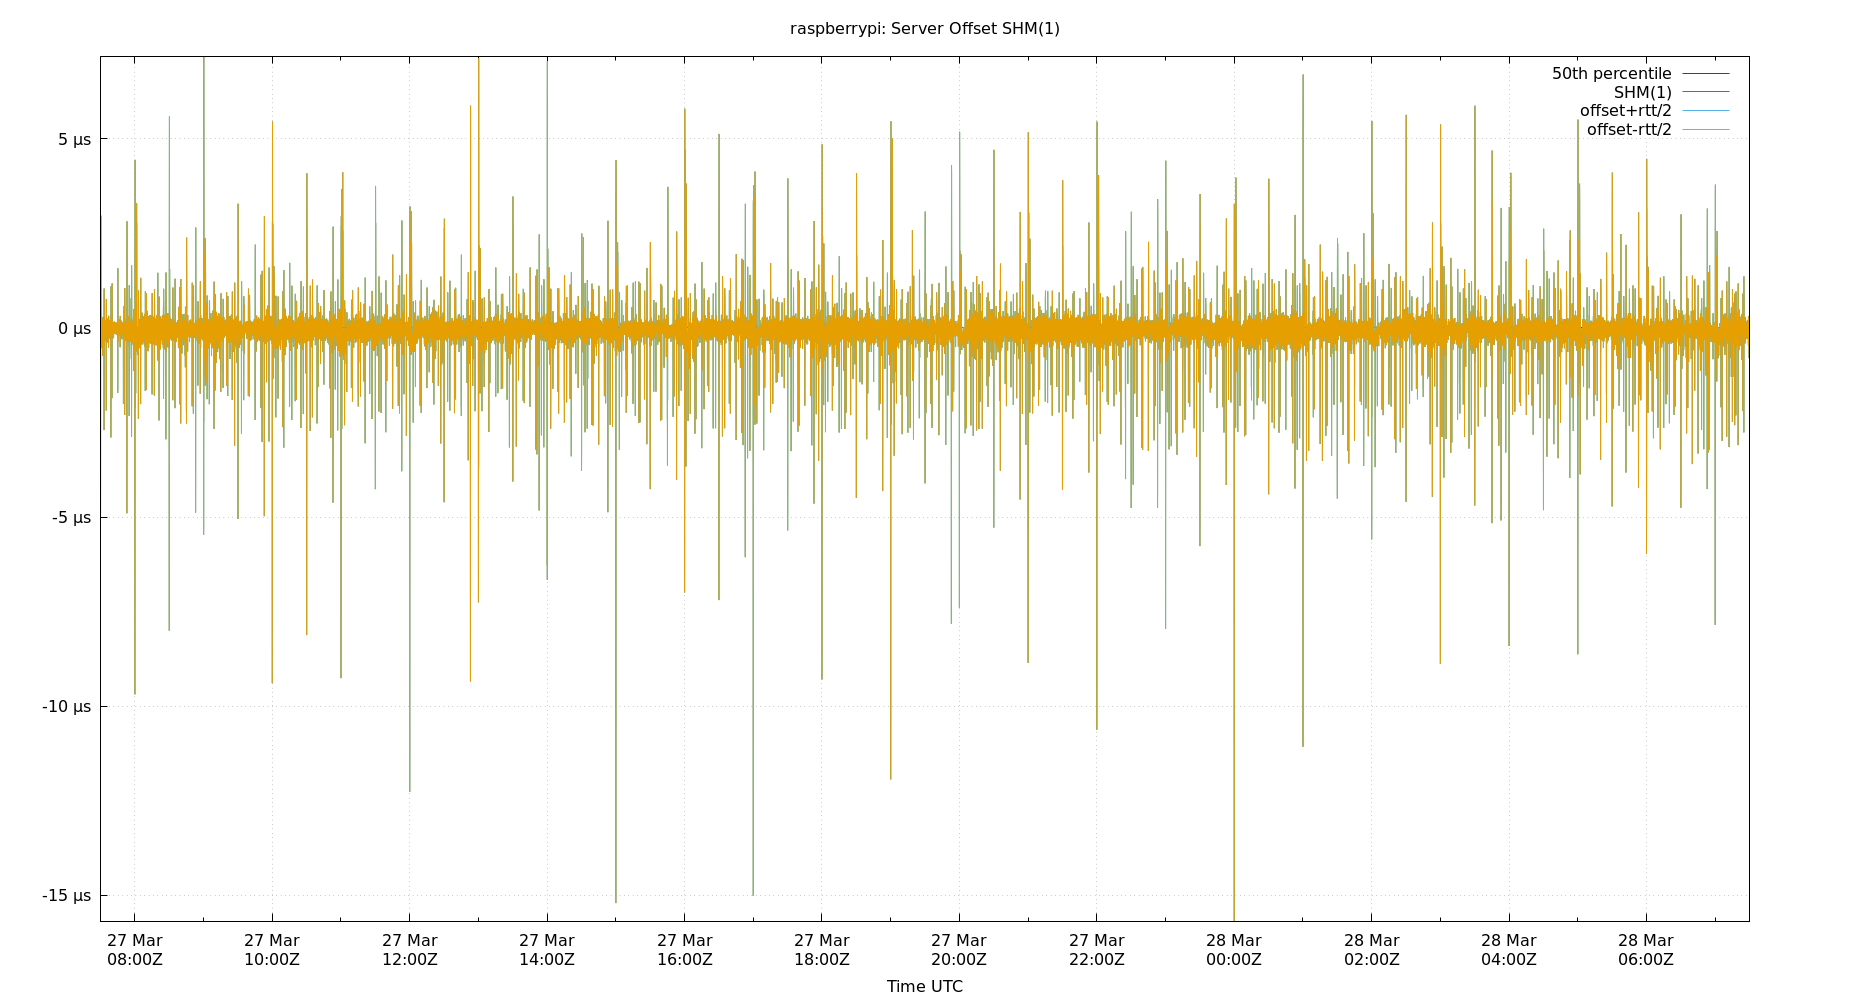 raspberrypi: Server Offset SHM(1)
50th percentile
SHM(1)
offset+rtt/2
offset-rtt/2
5 µs
0 µs
-5 µs
-10 µs
-15 µs
27 Mar 27 Mar 27 Mar 27 Mar 27 Mar 27 Mar 27 Mar 27 Mar 28 Mar 28 Mar 28 Mar 28 Mar
08:00Z 10:00Z 12:00Z 14:00Z 16:00Z 18:00Z 20:00Z 22:00Z 00:00Z 02:00Z 04:00Z 06:00Z
Time UTC